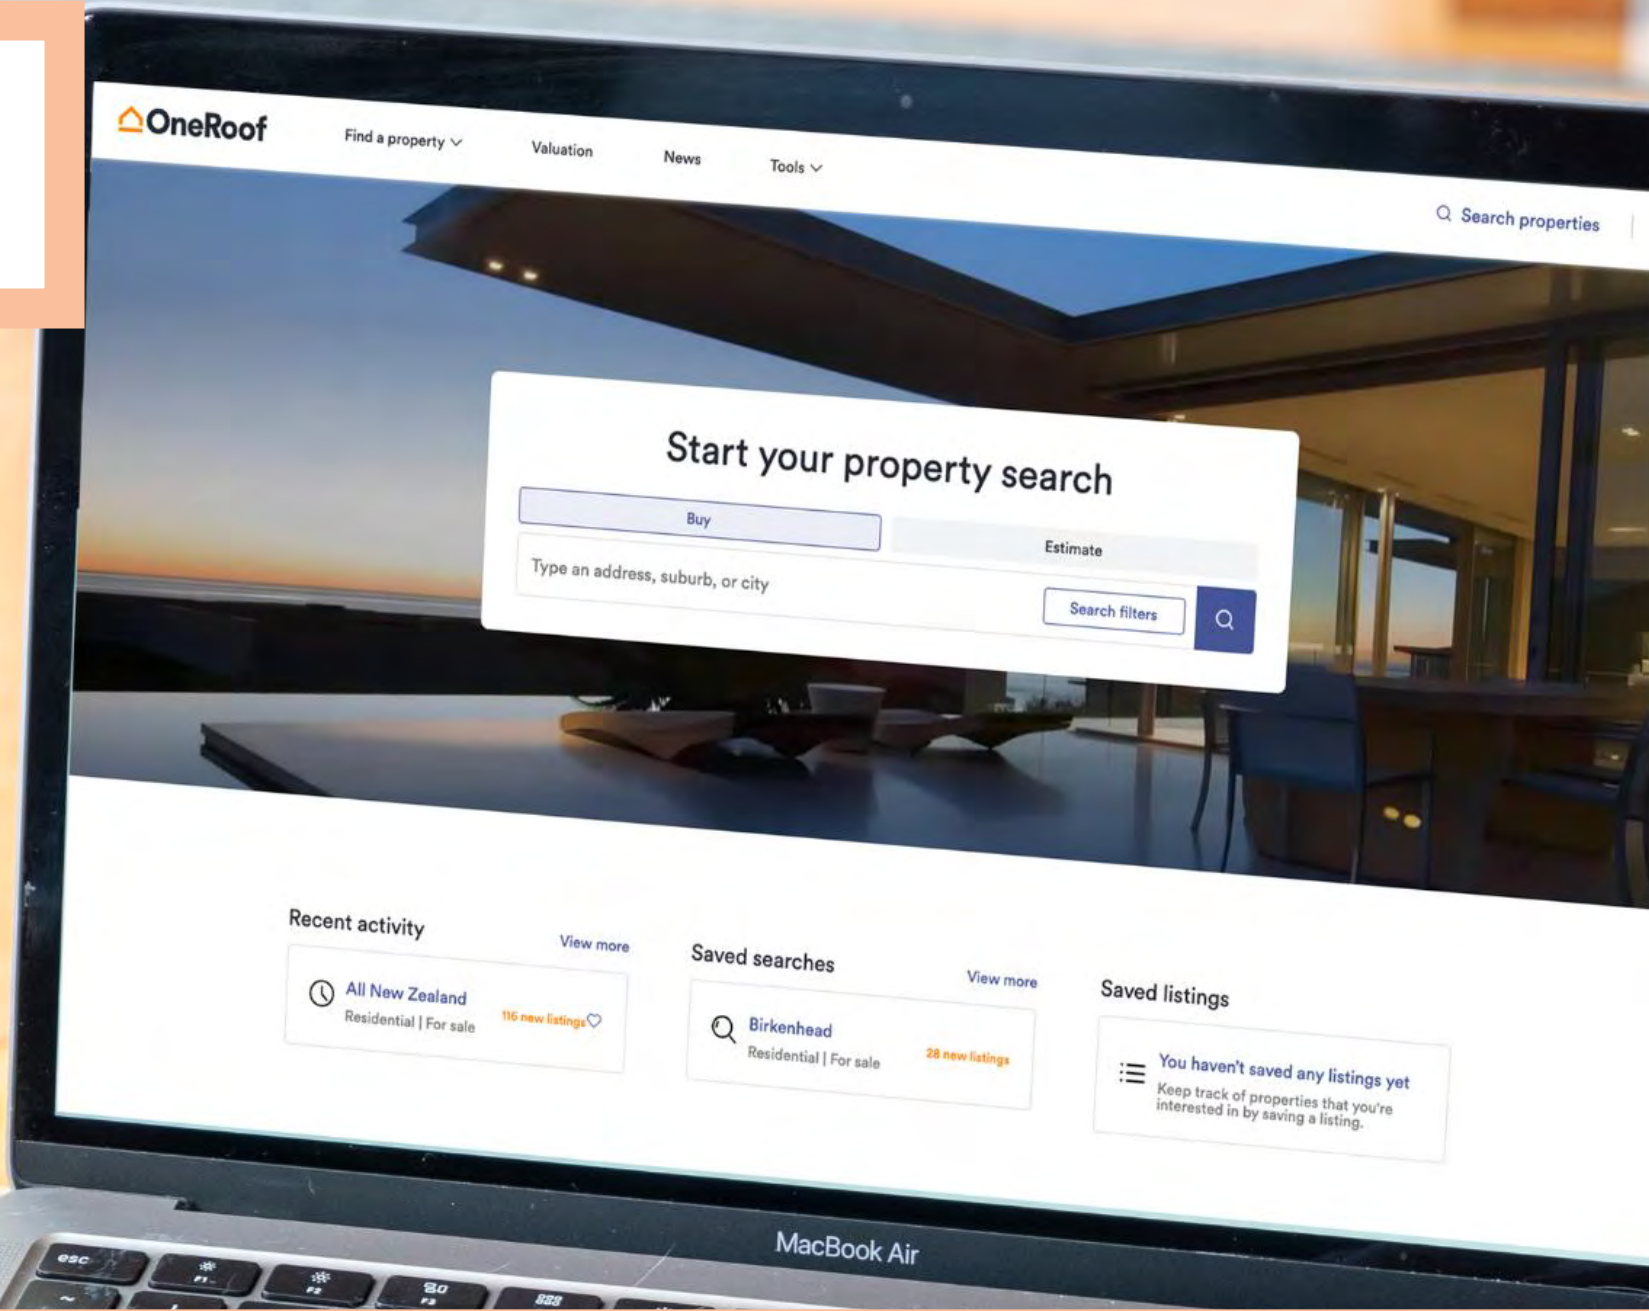 OneRoof
Find a property
Valuation
News
Tools
Search properties
Start your property search
Buy
Estimate
Type an address, suburb, or city
Search filters
Recent activity
View more
All New Zealand
Residential | For sale
116 new listings
Saved searches
View more
Birkenhead
Residential | For sale
28 new listings
Saved listings
You haven't saved any listings yet
Keep track of properties that you're
interested in by saving a listing.
MacBook Air
esc
F1
F2
F3
~